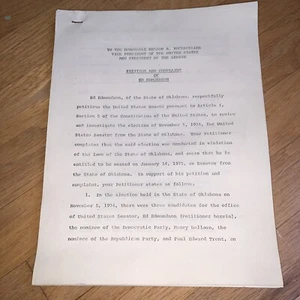 TO THE HONORABLE NELSON A. ROCKEFELLER
VICE PRESIDENT OF THE UNITED STATES
AND PRESIDENT OF THE SENATE
PETITION AND COMPLAINT
OF
ED EDMONDSON
Ed Edmondson, of the State of Oklahoma, respectfully
petitions the United States Senate pursuant to Article I,
Section 5 of the Constitution of the United States, to review
and investigate the election of November 5, 1974, for United
States Senator from the State of Oklahoma. Your Petitioner
complains that the said election was conducted in violation
of the laws of the State of Oklahoma, and avers that he is
entitled to be seated on January 14, 1975, as Senator from
the State of Oklahoma. In support of his petition and
complaint, your Petitioner states as follows:
1. In the election held in the State of Oklahoma on
November 5, 1974, there were three candidates for the office
of United States Senator, Ed Edmondson (petitioner herein),
the nominee of the Democratic Party, Henry Bellmon, the
nominee of the Republican Party, and Paul Edward Trent, an